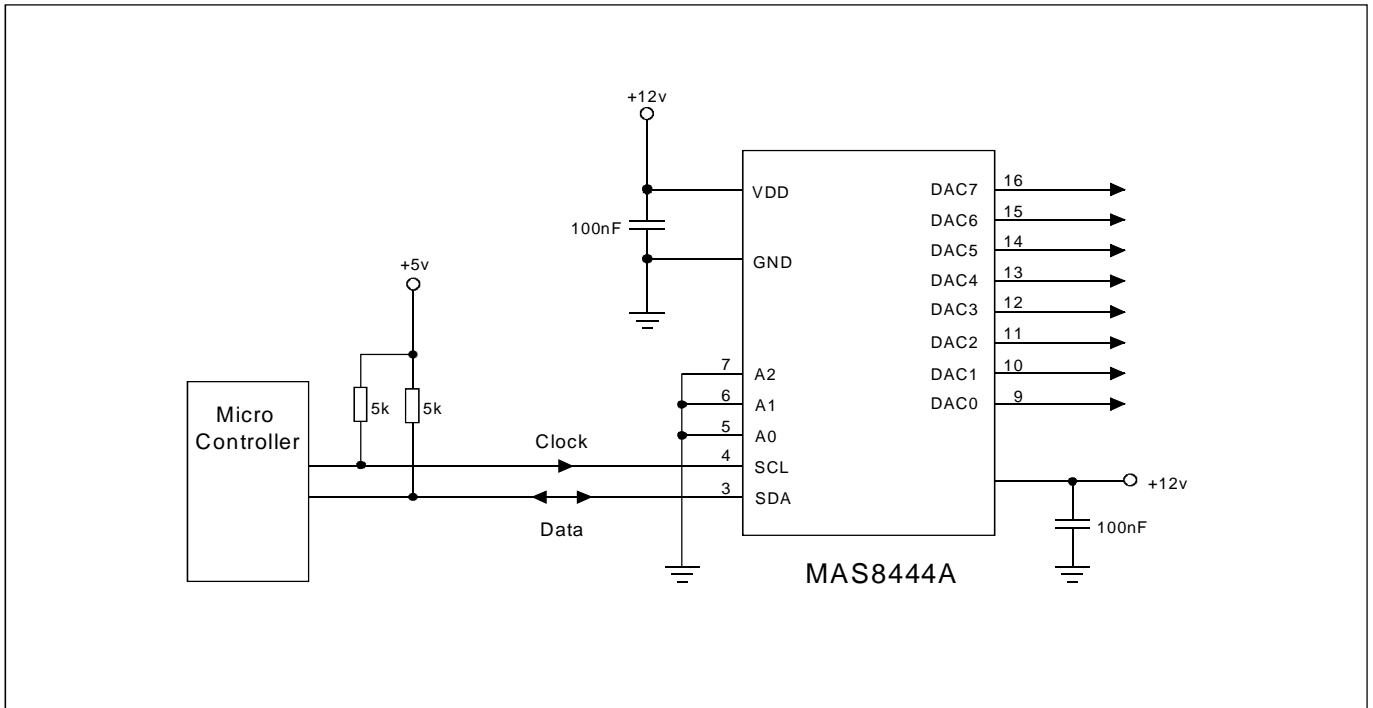 +12v
VDD
100nF
GND
+5v
5k
5k
Micro
Controller
Clock
Data
7
6
5
4
3
A2
A1
A0
SCL
SDA
DAC7
DAC6
DAC5
DAC4
DAC3
DAC2
DAC1
DAC0
16
15
14
13
12
11
10
9
+12v
100nF
MAS8444A